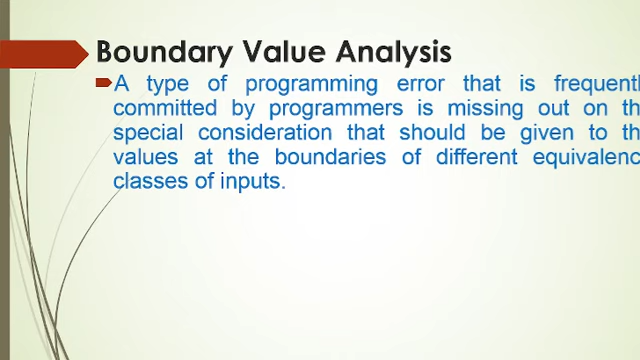 Boundary Value Analysis
A type of programming error that is frequentl
committed by programmers is missing out on th
special consideration that should be given to th
values at the boundaries of different equivalenc
classes of inputs.